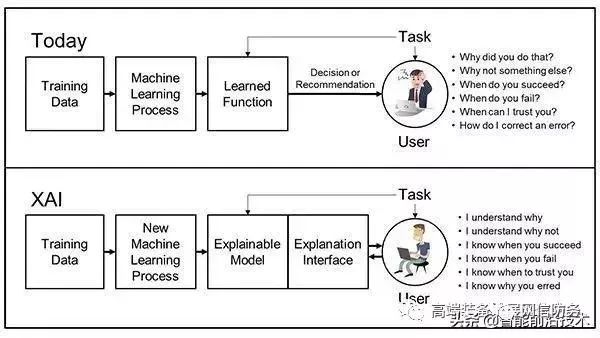 Today
Task
Training
Data
Machine
Learning
Process
Learned
Function
Decision or
Recommendation
User
• Why did you do that?
• Why not something else?
• When do you succeed?
• When do you fail?
• When can I trust you?
• How do I correct an error?
XAI
Task
Training
Data
New
Machine
Learning
Process
Explainable
Model
Explanation
Interface
User
• I understand why
• I understand why not
• I know when you succeed
• I know when you fail
• I know when to trust you
• I know why you erred
高端装备
网信防务
头条@智能前沿技术